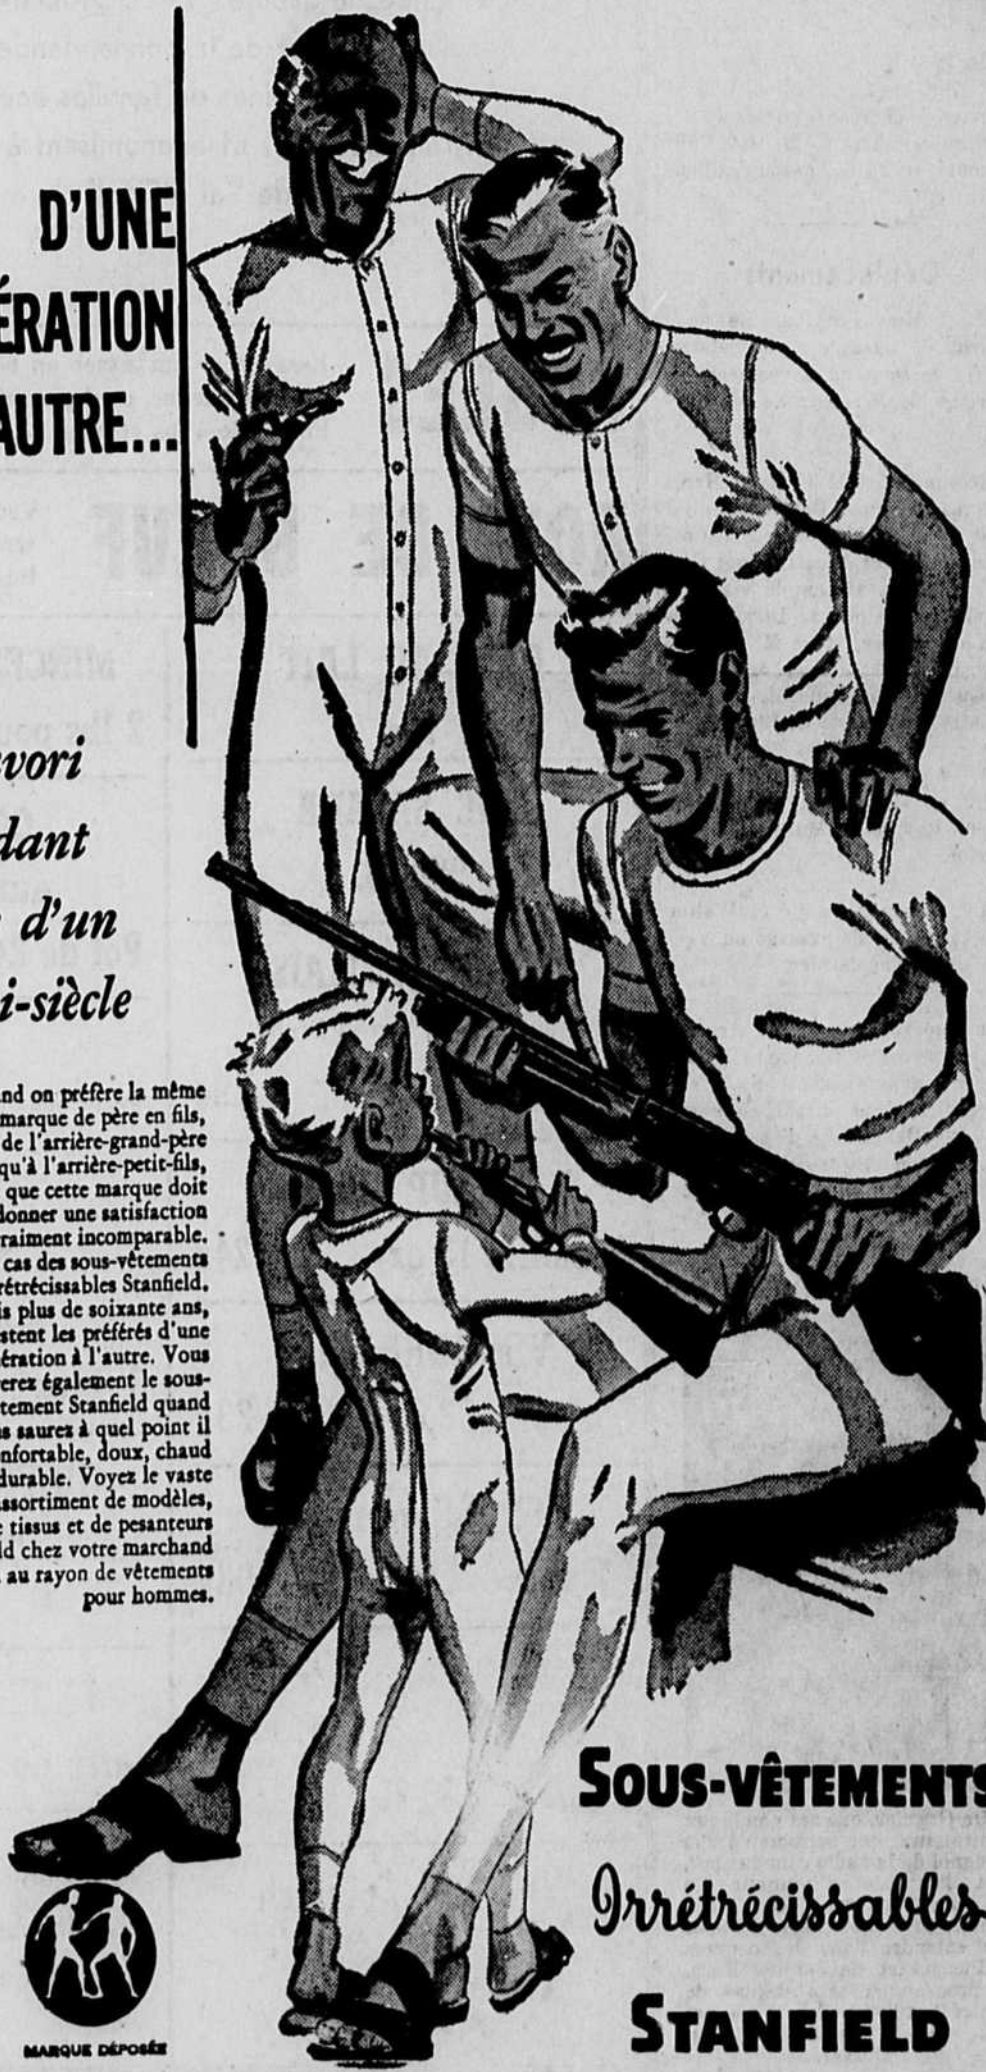 D'UNE
ÉRATION
AUTRE...
vori
dant
d'un
i-siècle
nd on préfère la même
marque de père en fils,
de l'arrière-grand-père
qu'à l'arrière-petit-fils,
que cette marque doit
donner une satisfaction
raiment incomparable.
cas des sous-vêtements
rétrécissables Stanfield.
is plus de soixante ans,
stent les préférés d'une
ération à l'autre. Vous
erez également le sous-
tement Stanfield quand
s saurez à quel point il
nfortable, doux, chaud
durable. Voyez le vaste
assortiment de modèles,
tissus et de pesanteurs
ld chez votre marchand
au rayon de vêtements
pour hommes.
SOUS-VÊTEMENTS
Irrétrécissables
STANFIELD
MARQUE DÉPOSÉE